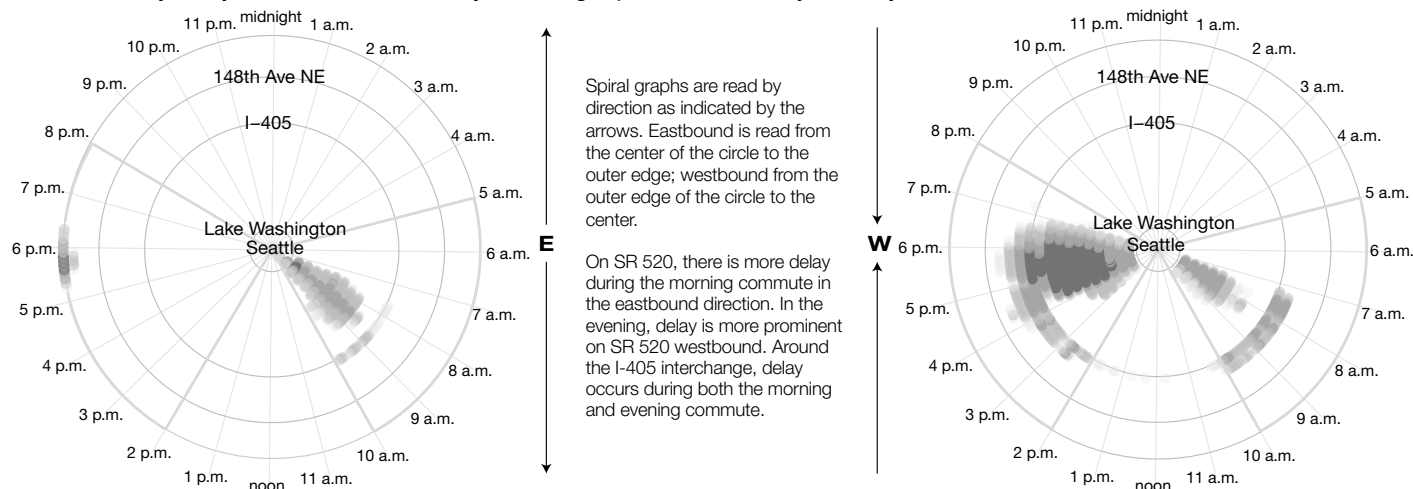 midnight
1 a.m.
2 a.m.
3 a.m.
4 a.m.
5 a.m.
6 a.m.
7 a.m.
8 a.m.
9 a.m.
10 a.m.
11 a.m.
noon
1 p.m.
2 p.m.
3 p.m.
4 p.m.
5 p.m.
6 p.m.
7 p.m.
8 p.m.
9 p.m.
10 p.m.
11 p.m.
148th Ave NE
I–405
Lake Washington
Seattle
E
Spiral graphs are read by
direction as indicated by the
arrows. Eastbound is read from
the center of the circle to the
outer edge; westbound from the
outer edge of the circle to the
center.
On SR 520, there is more delay
during the morning commute in
the eastbound direction. In the
evening, delay is more prominent
on SR 520 westbound. Around
the I-405 interchange, delay
occurs during both the morning
and evening commute.
W
midnight
1 a.m.
2 a.m.
3 a.m.
4 a.m.
5 a.m.
6 a.m.
7 a.m.
8 a.m.
9 a.m.
10 a.m.
11 a.m.
noon
1 p.m.
2 p.m.
3 p.m.
4 p.m.
5 p.m.
6 p.m.
7 p.m.
8 p.m.
9 p.m.
10 p.m.
11 p.m.
148th Ave NE
I–405
Lake Washington
Seattle